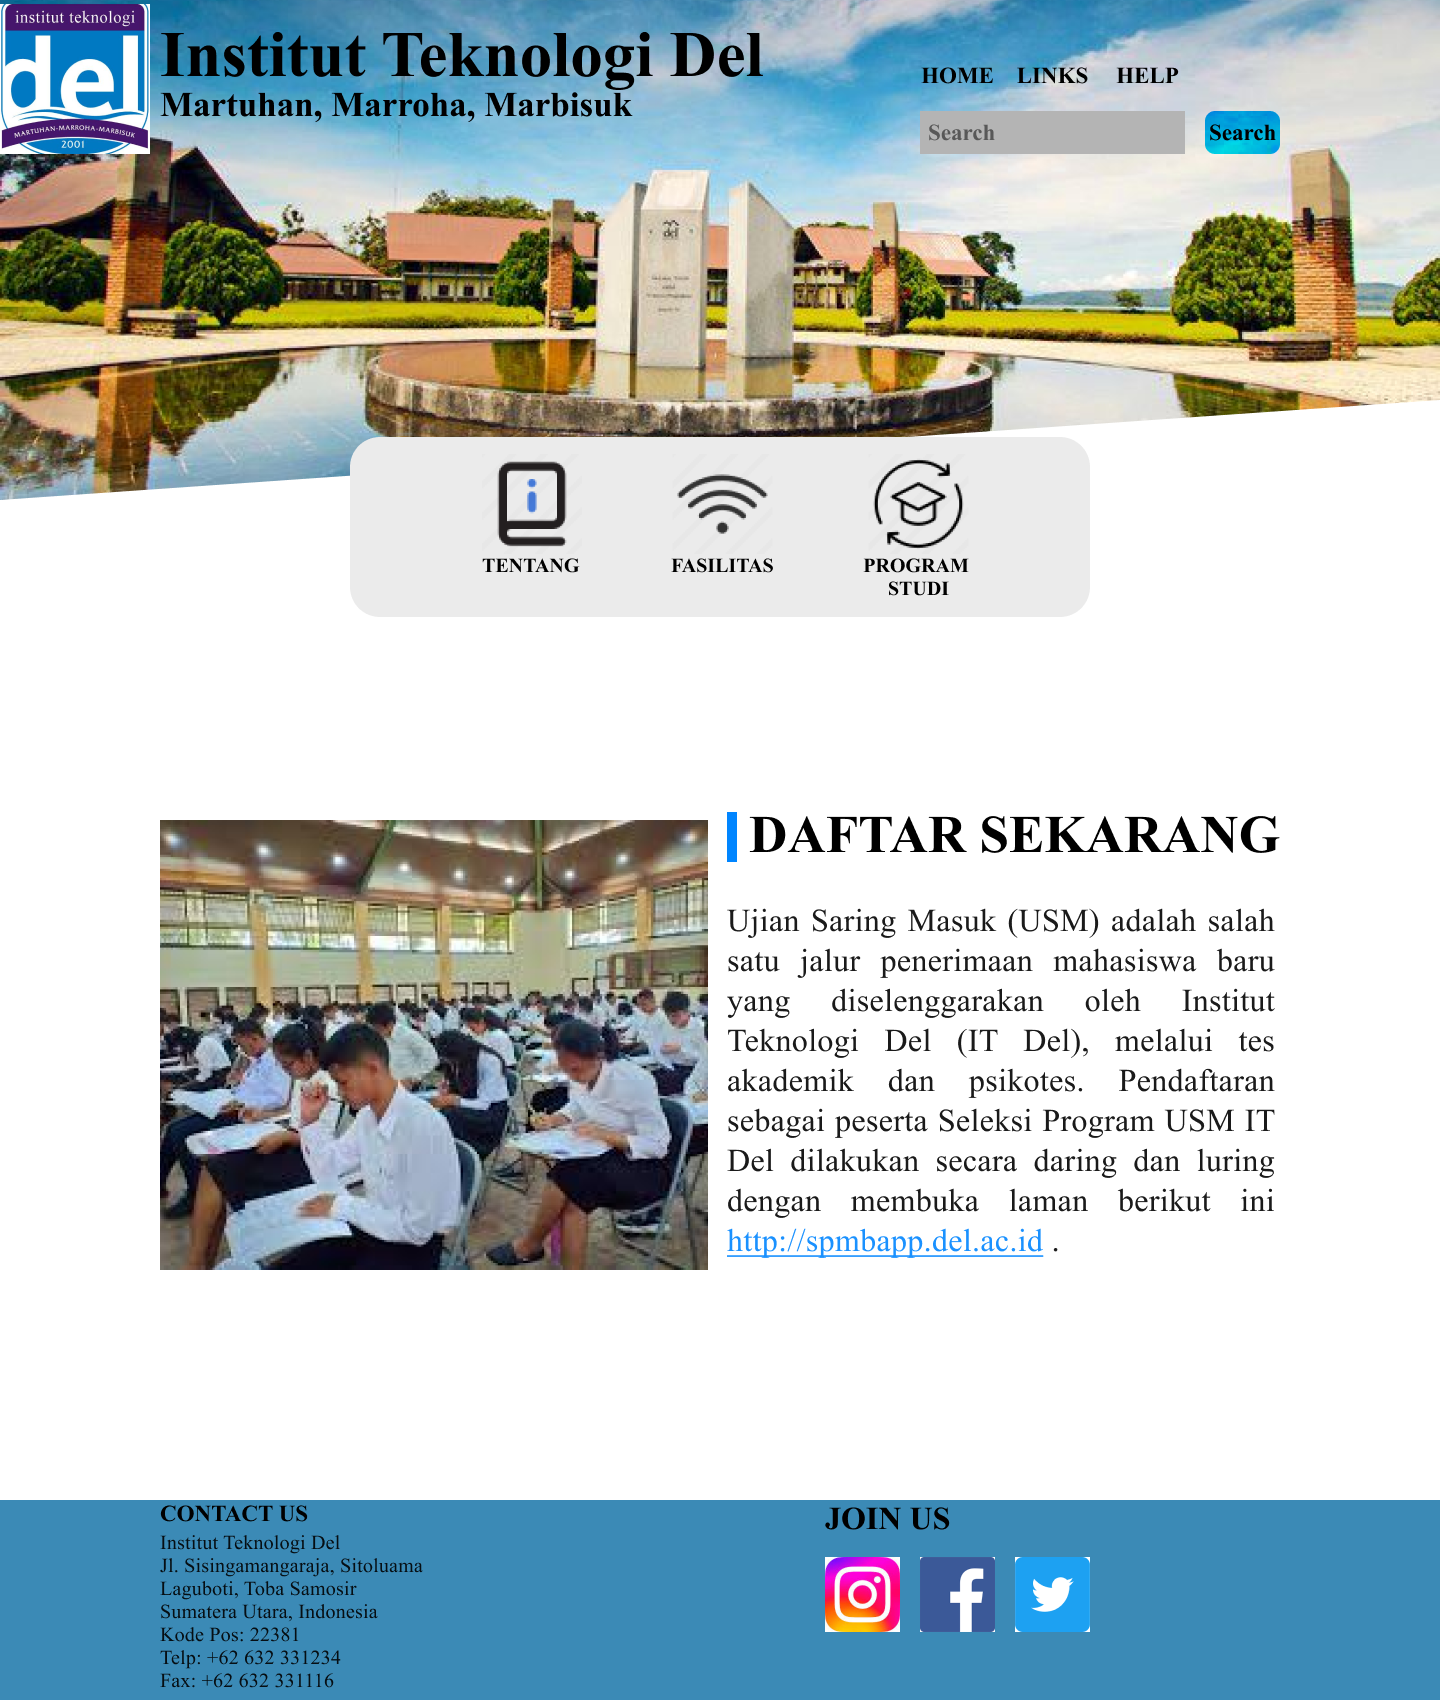 institut teknologi
del
MARTUHAN-MARROHA-MARBISUK
2001
Institut Teknologi Del
Martuhan, Marroha, Marbisuk
HOME LINKS HELP
Search
Search
del
TENTANG
FASILITAS
PROGRAM
STUDI
DAFTAR SEKARANG
Ujian Saring Masuk (USM) adalah salah
satu jalur penerimaan mahasiswa baru
yang diselenggarakan oleh Institut
Teknologi Del (IT Del), melalui tes
akademik dan psikotes. Pendaftaran
sebagai peserta Seleksi Program USM IT
Del dilakukan secara daring dan luring
dengan membuka laman berikut ini
http://spmbapp.del.ac.id .
CONTACT US
Institut Teknologi Del
Jl. Sisingamangaraja, Sitoluama
Laguboti, Toba Samosir
Sumatera Utara, Indonesia
Kode Pos: 22381
Telp: +62 632 331234
Fax: +62 632 331116
JOIN US